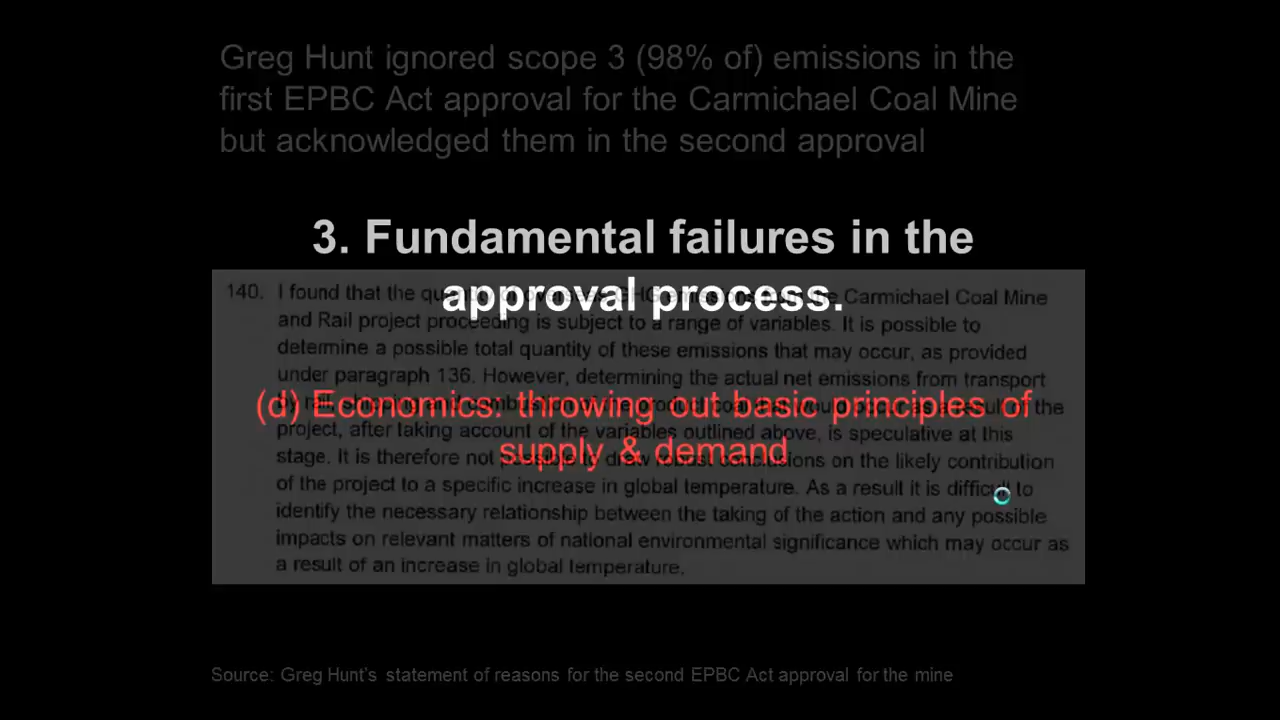 Greg Hunt ignored scope 3 (98% of) emissions in the
first EPBC Act approval for the Carmichael Coal Mine
but acknowledged them in the second approval
3. Fundamental failures in the
approval process.
140. I found that the Carmichael Coal Mine
and Rail project proceeding is subject to a range of variables. It is possible to
determine a possible total quantity of these emissions that may occur, as provided
under paragraph 136. However, determining the actual net emissions from transport
(d) Economics: throwing out basic principles of
the
project, after taking account of the variables outlined above, is speculative at this
supply & demand
stage. It is therefore not conclusions on the likely contribution
of the project to a specific increase in global temperature. As a result it is difficult to
identify the necessary relationship between the taking of the action and any possible
impacts on relevant matters of national environmental significance which may occur as
a result of an increase in global temperature.
Source: Greg Hunt's statement of reasons for the second EPBC Act approval for the mine